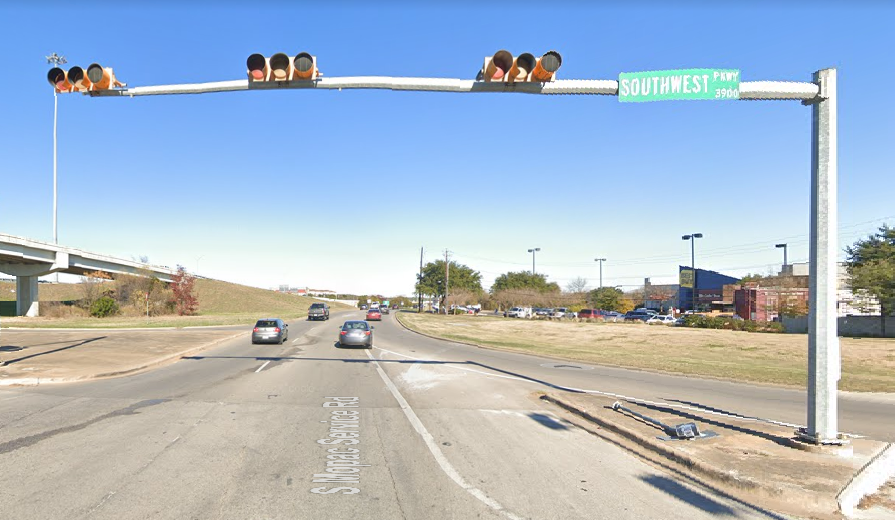 SOUTHWEST PKWY
3900
S Mopac Service Rd